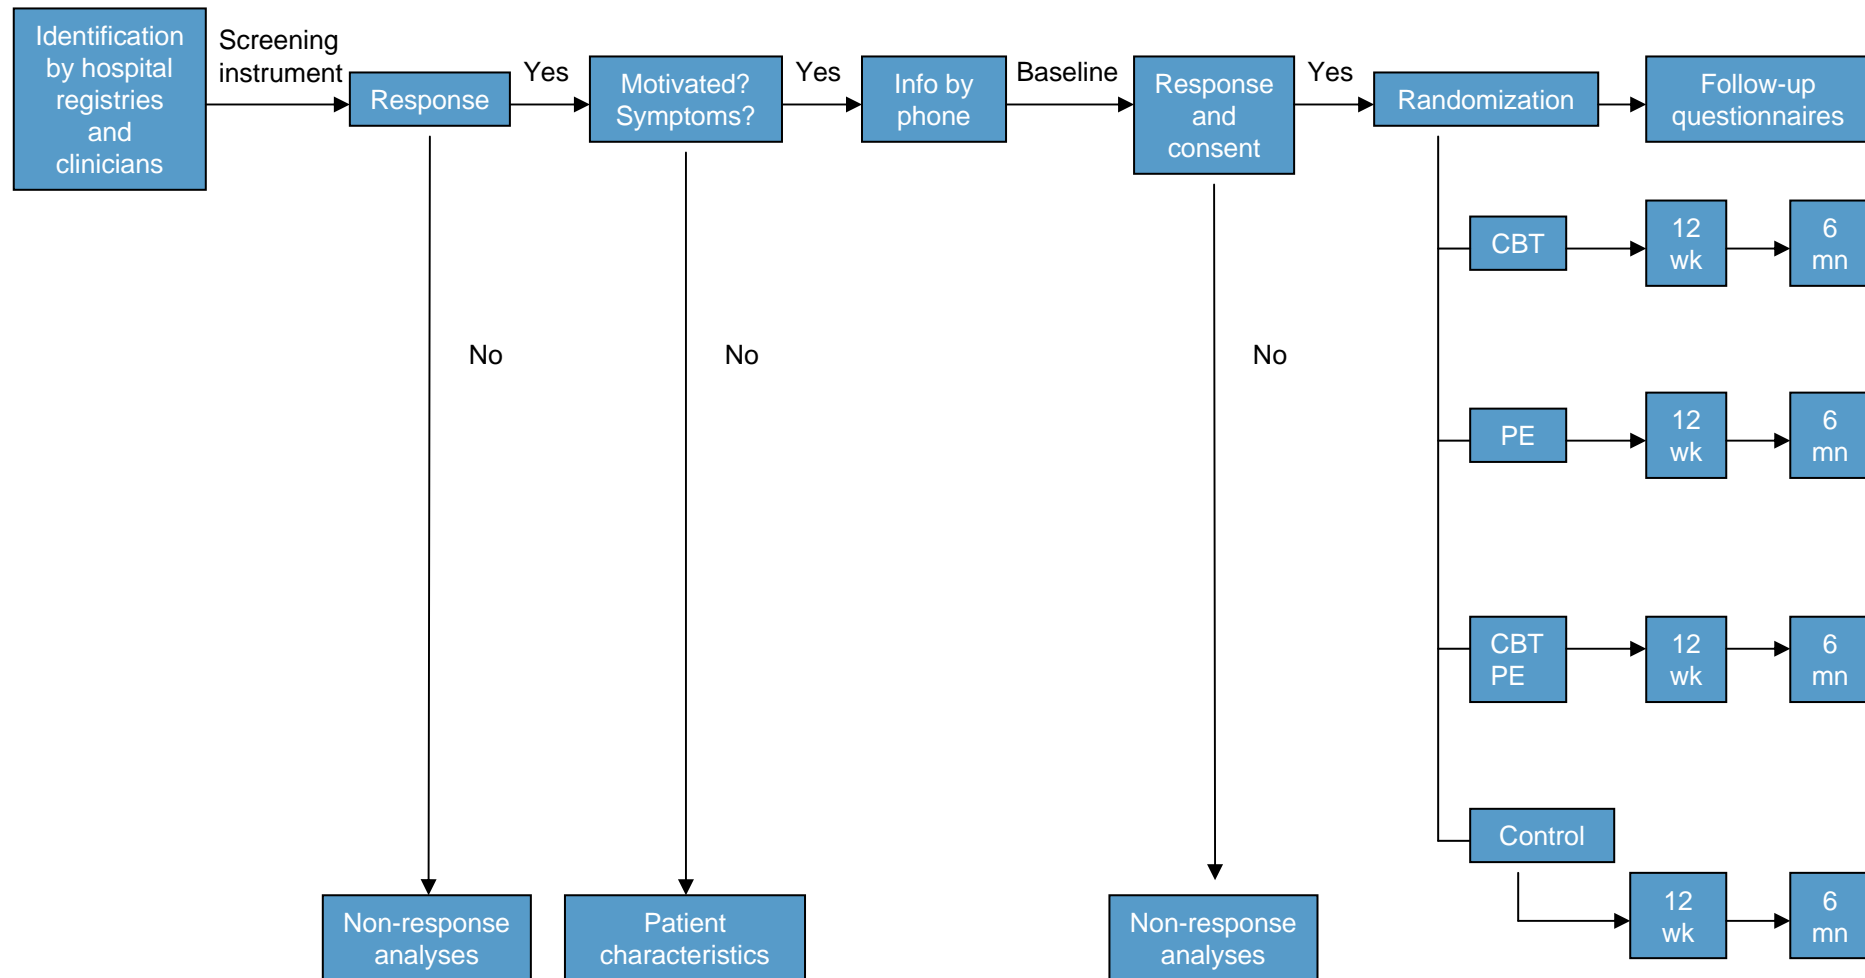 Identification
by hospital
registries
and
clinicians
Screening
instrument
Response
Yes
Motivated?
Symptoms?
Yes
Info by
phone
Baseline
Response
and
consent
Yes
Randomization
Follow-up
questionnaires
CBT
12
wk
6
mn
No
No
No
PE
12
wk
6
mn
CBT
PE
12
wk
6
mn
Control
12
wk
6
mn
Non-response
analyses
Patient
characteristics
Non-response
analyses